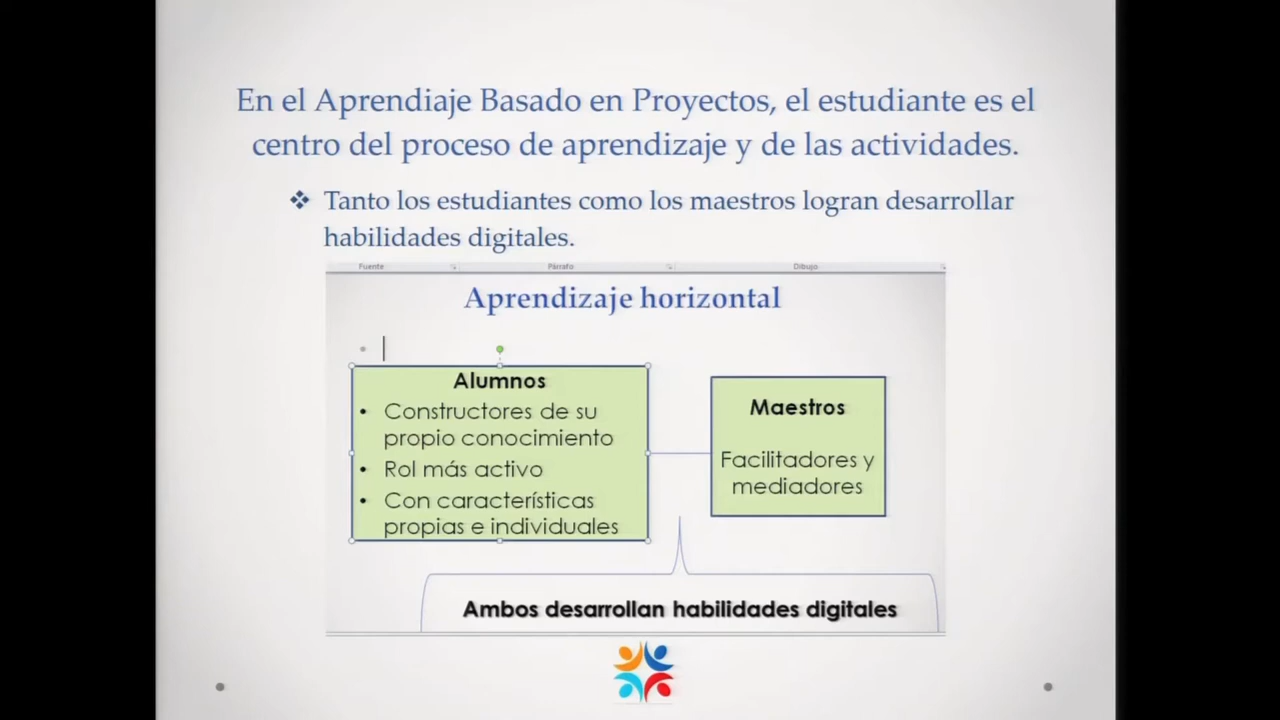 En el Aprendiaje Basado en Proyectos, el estudiante es el
centro del proceso de aprendizaje y de las actividades.
❖ Tanto los estudiantes como los maestros logran desarrollar
habilidades digitales.
Fuente Párrafo Dibujo
Aprendizaje horizontal
Alumnos
• Constructores de su
propio conocimiento
• Rol más activo
• Con características
propias e individuales
Maestros
Facilitadores y
mediadores
Ambos desarrollan habilidades digitales